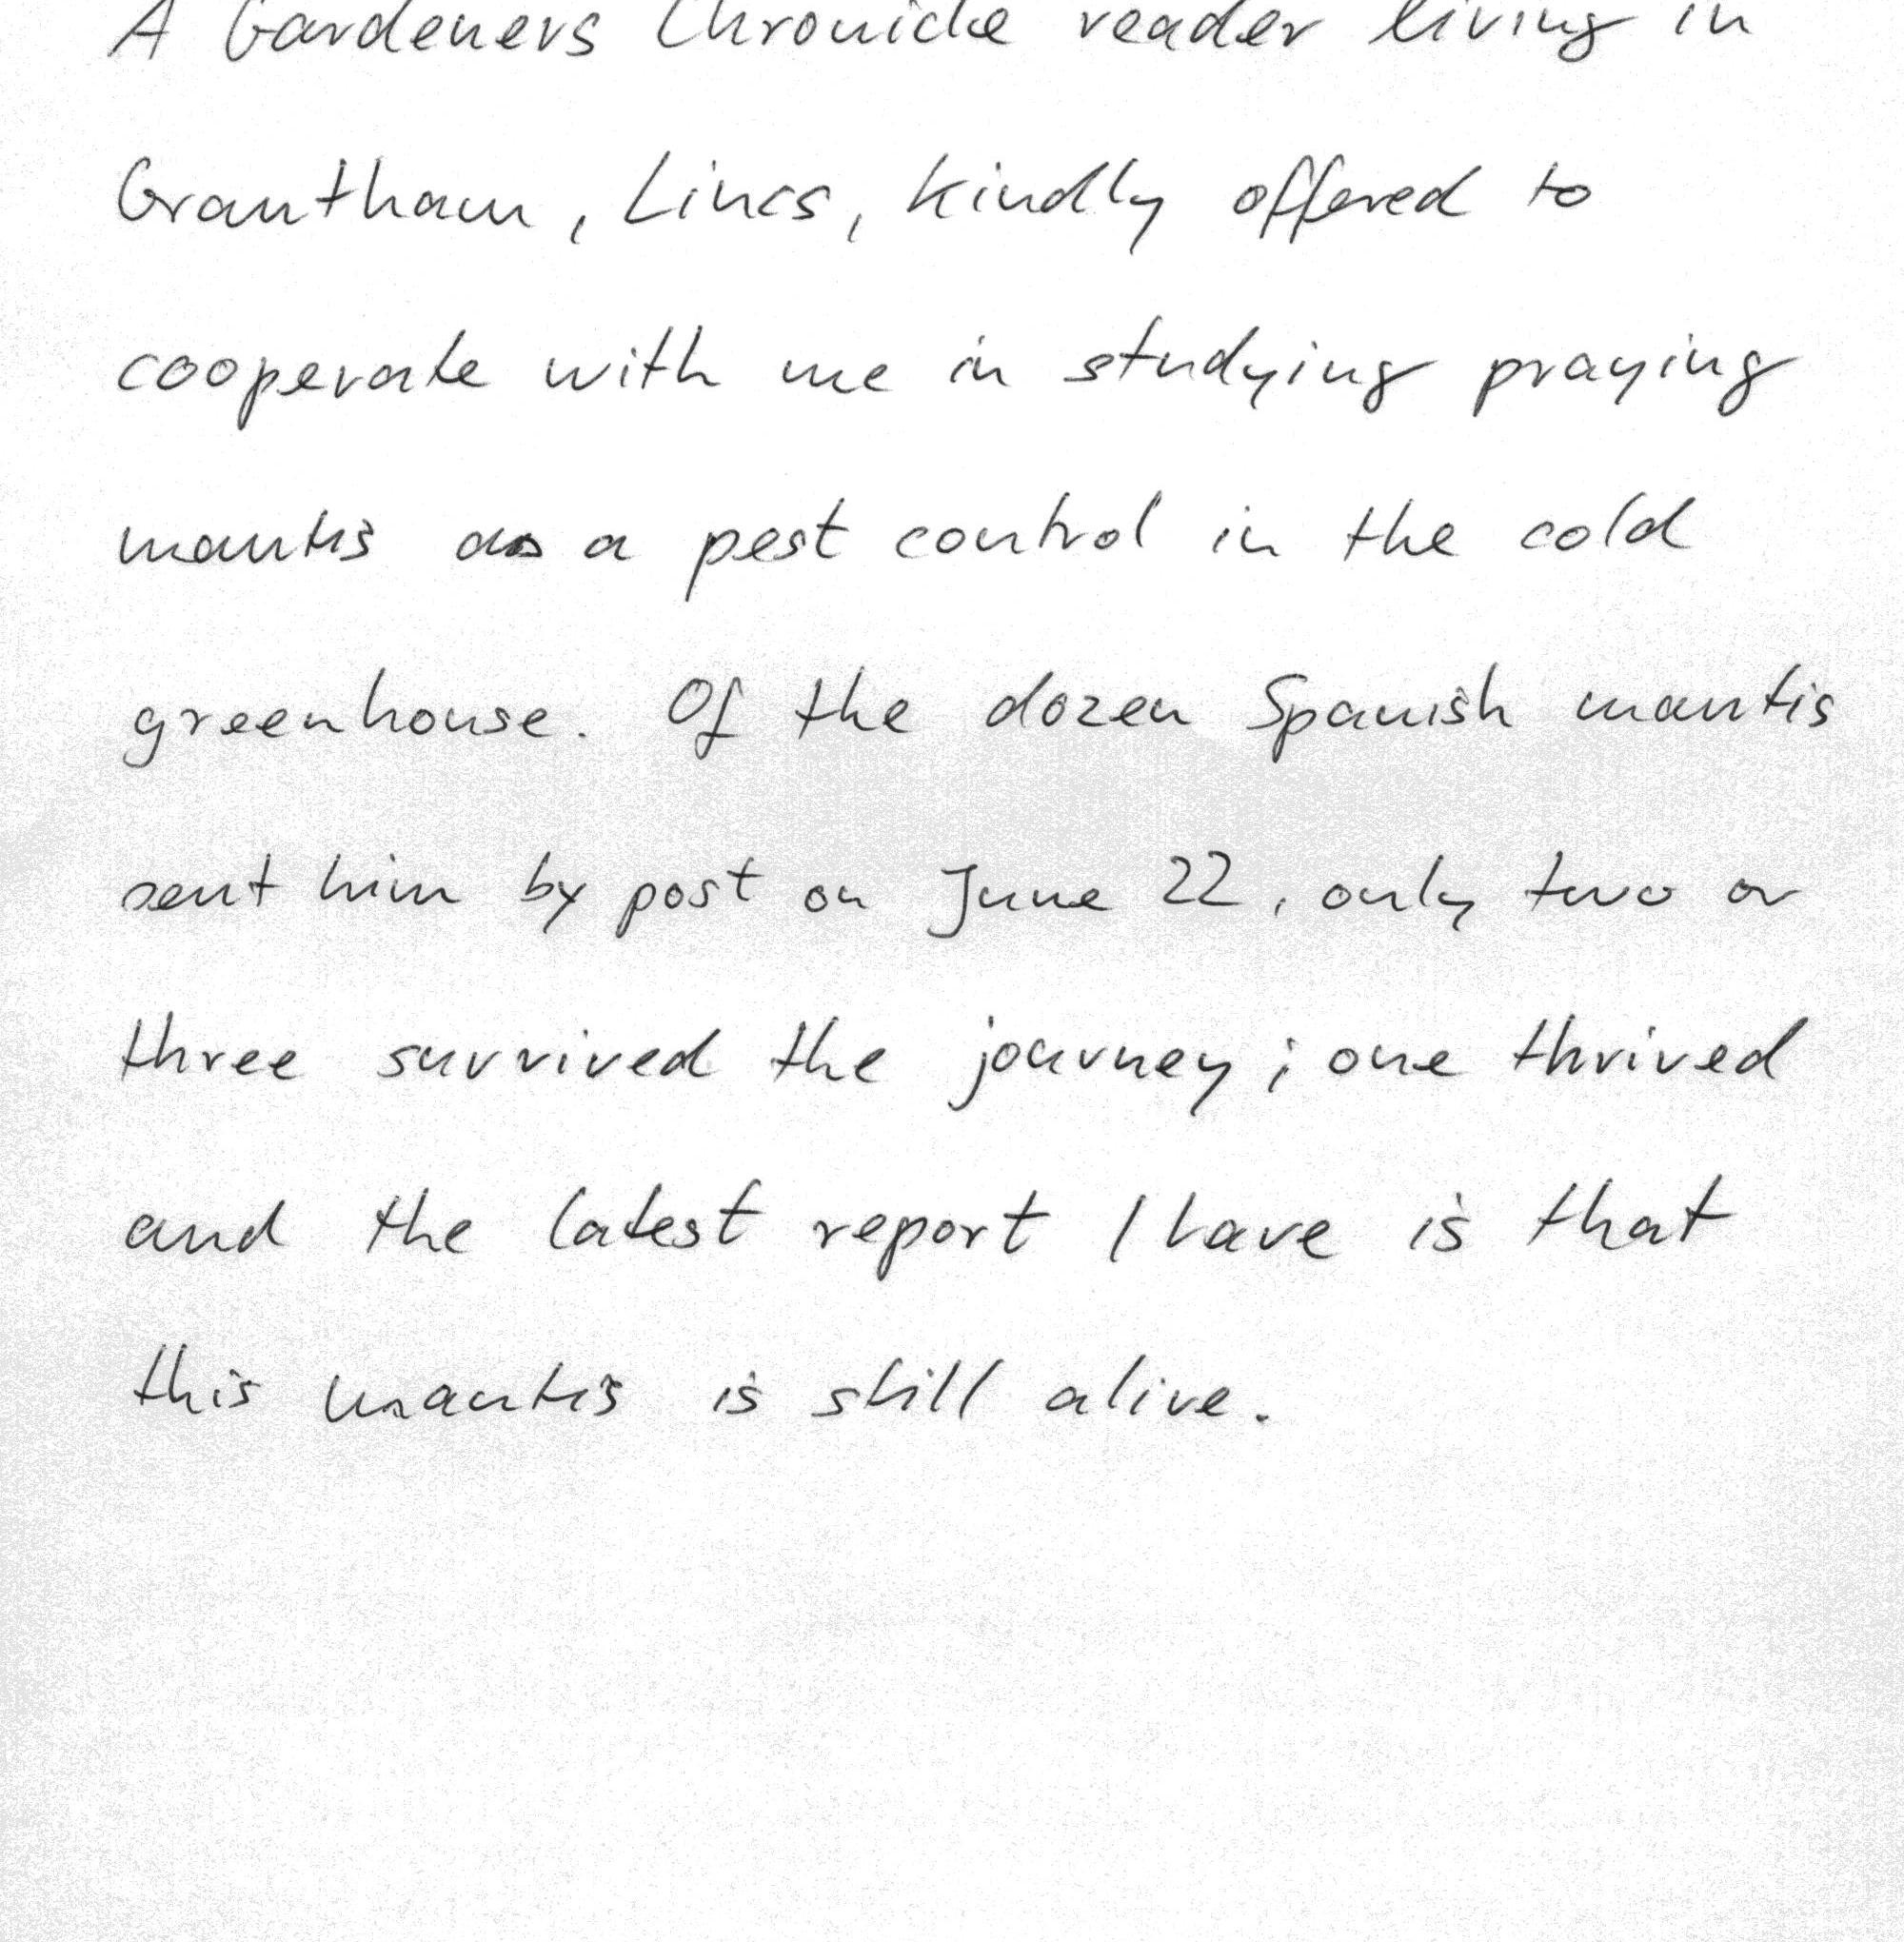 A Gardeners Chronicle reader living in
Grantham, Lincs, kindly offered to
cooperate with me in studying praying
mantis as a pest control in the cold
greenhouse. Of the dozen Spanish mantis
sent him by post on June 22, only two or
three survived the journey; one thrived
and the latest report I have is that
this mantis is still alive.